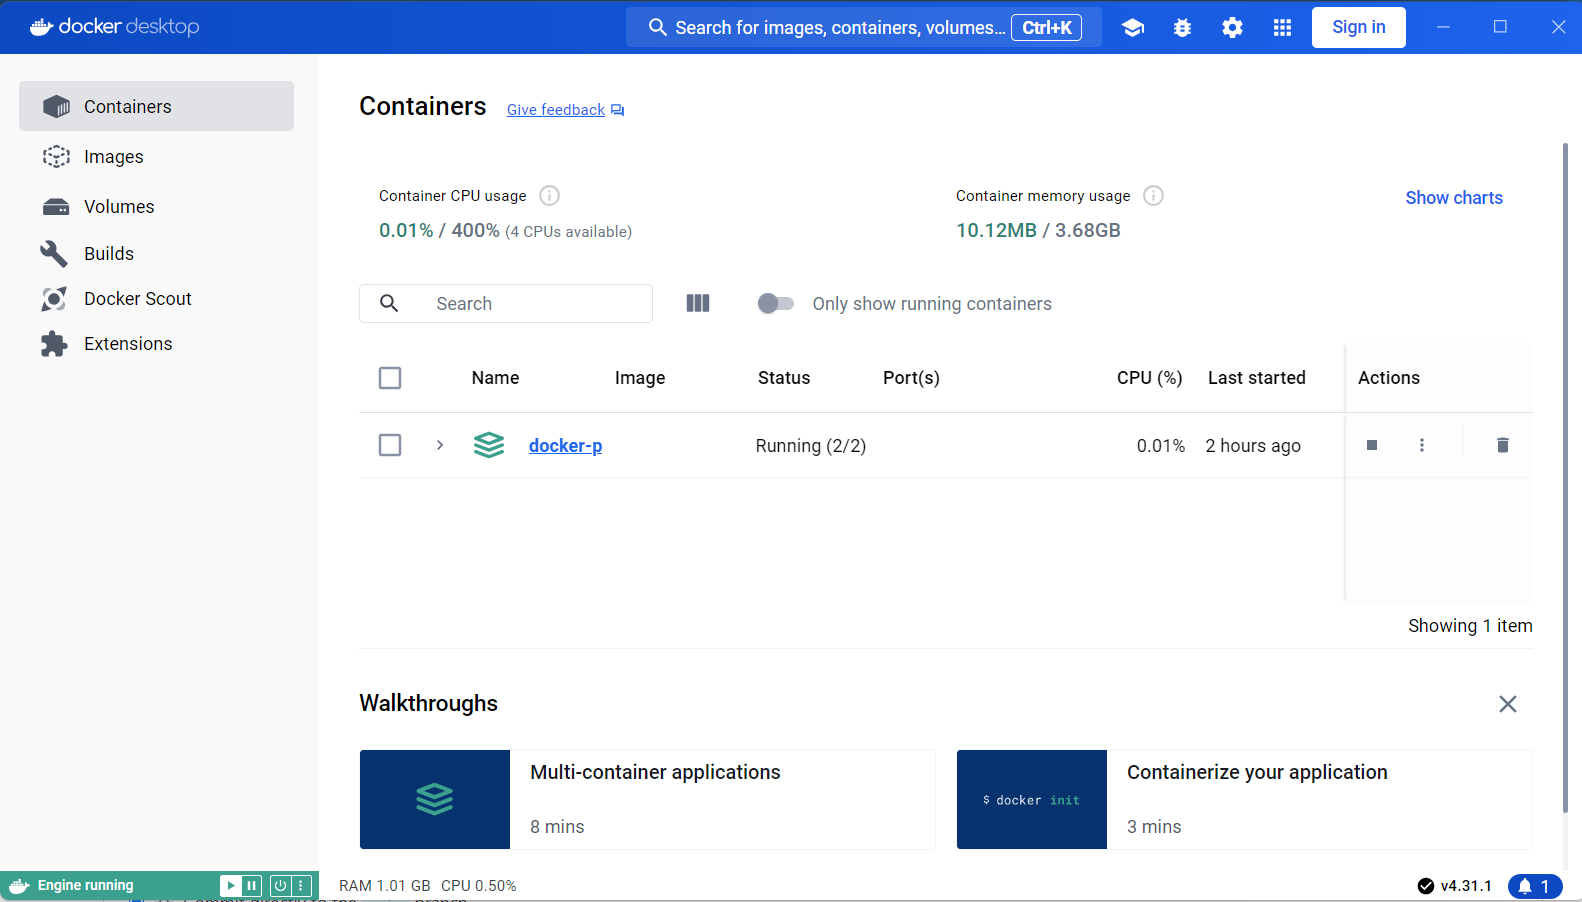 docker desktop
Search for images, containers, volumes... Ctrl+K
Sign in
Containers
Images
Volumes
Builds
Docker Scout
Extensions
Containers Give feedback
Container CPU usage
0.01% / 400% (4 CPUs available)
Container memory usage
10.12MB / 3.68GB
Show charts
Search
Only show running containers
Name Image Status Port(s) CPU (%) Last started Actions
docker-p Running (2/2) 0.01% 2 hours ago
Showing 1 item
Walkthroughs
Multi-container applications
8 mins
$ docker init
Containerize your application
3 mins
Engine running
RAM 1.01 GB CPU 0.50%
v4.31.1
1